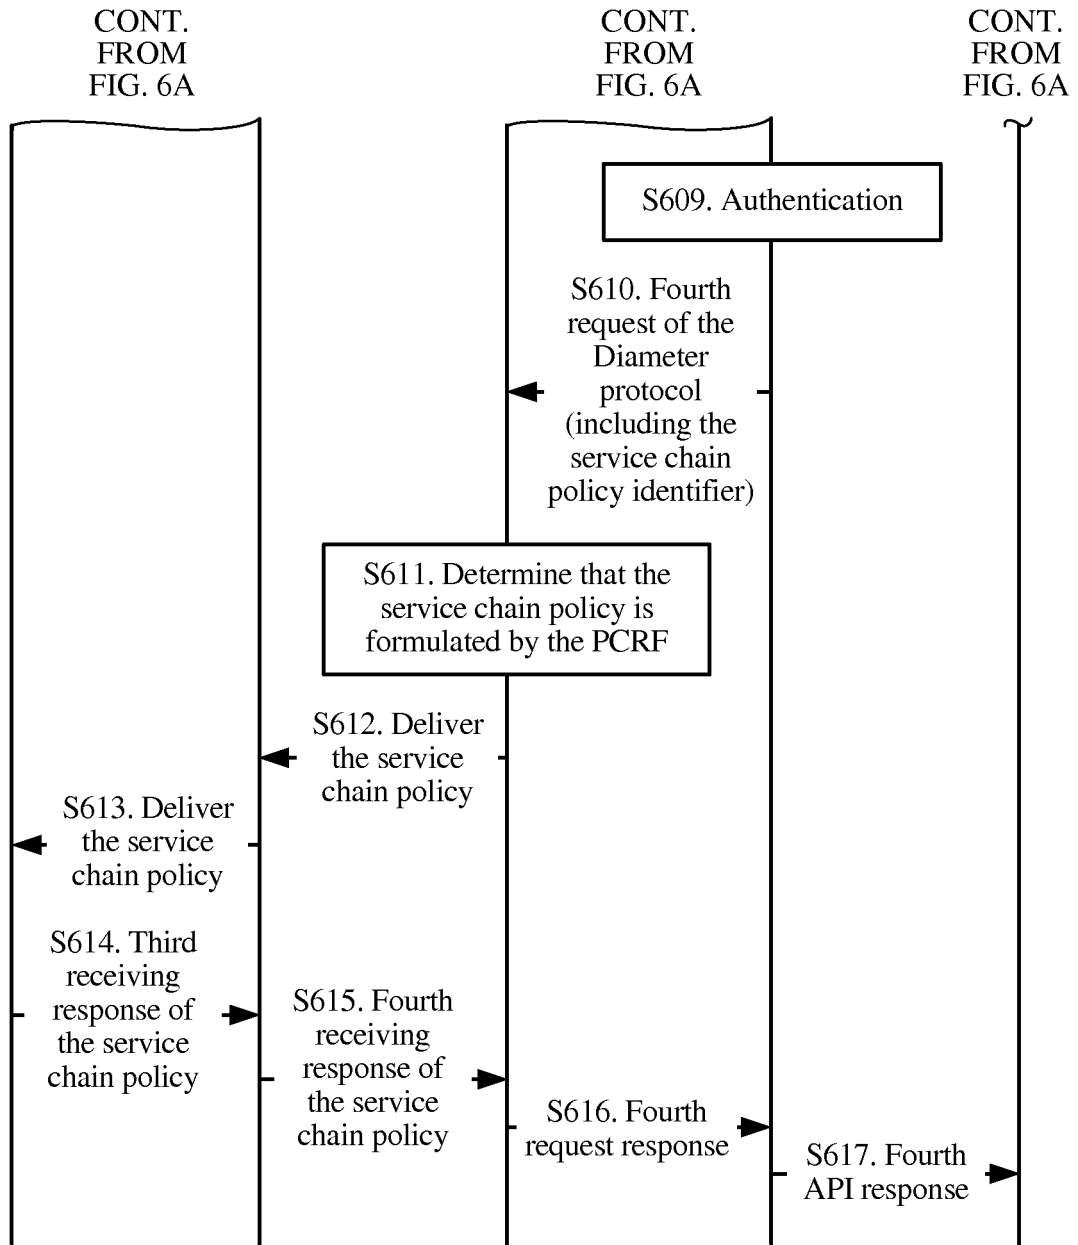 CONT.
FROM
FIG. 6A
CONT.
FROM
FIG. 6A
CONT.
FROM
FIG. 6A
S609. Authentication
S610. Fourth
request of the
Diameter
protocol
(including the
service chain
policy identifier)
S611. Determine that the
service chain policy is
formulated by the PCRF
S612. Deliver
the service
chain policy
S613. Deliver
the service
chain policy
S614. Third
receiving
response of
the service
chain policy
S615. Fourth
receiving
response of
the service
chain policy
S616. Fourth
request response
S617. Fourth
API response